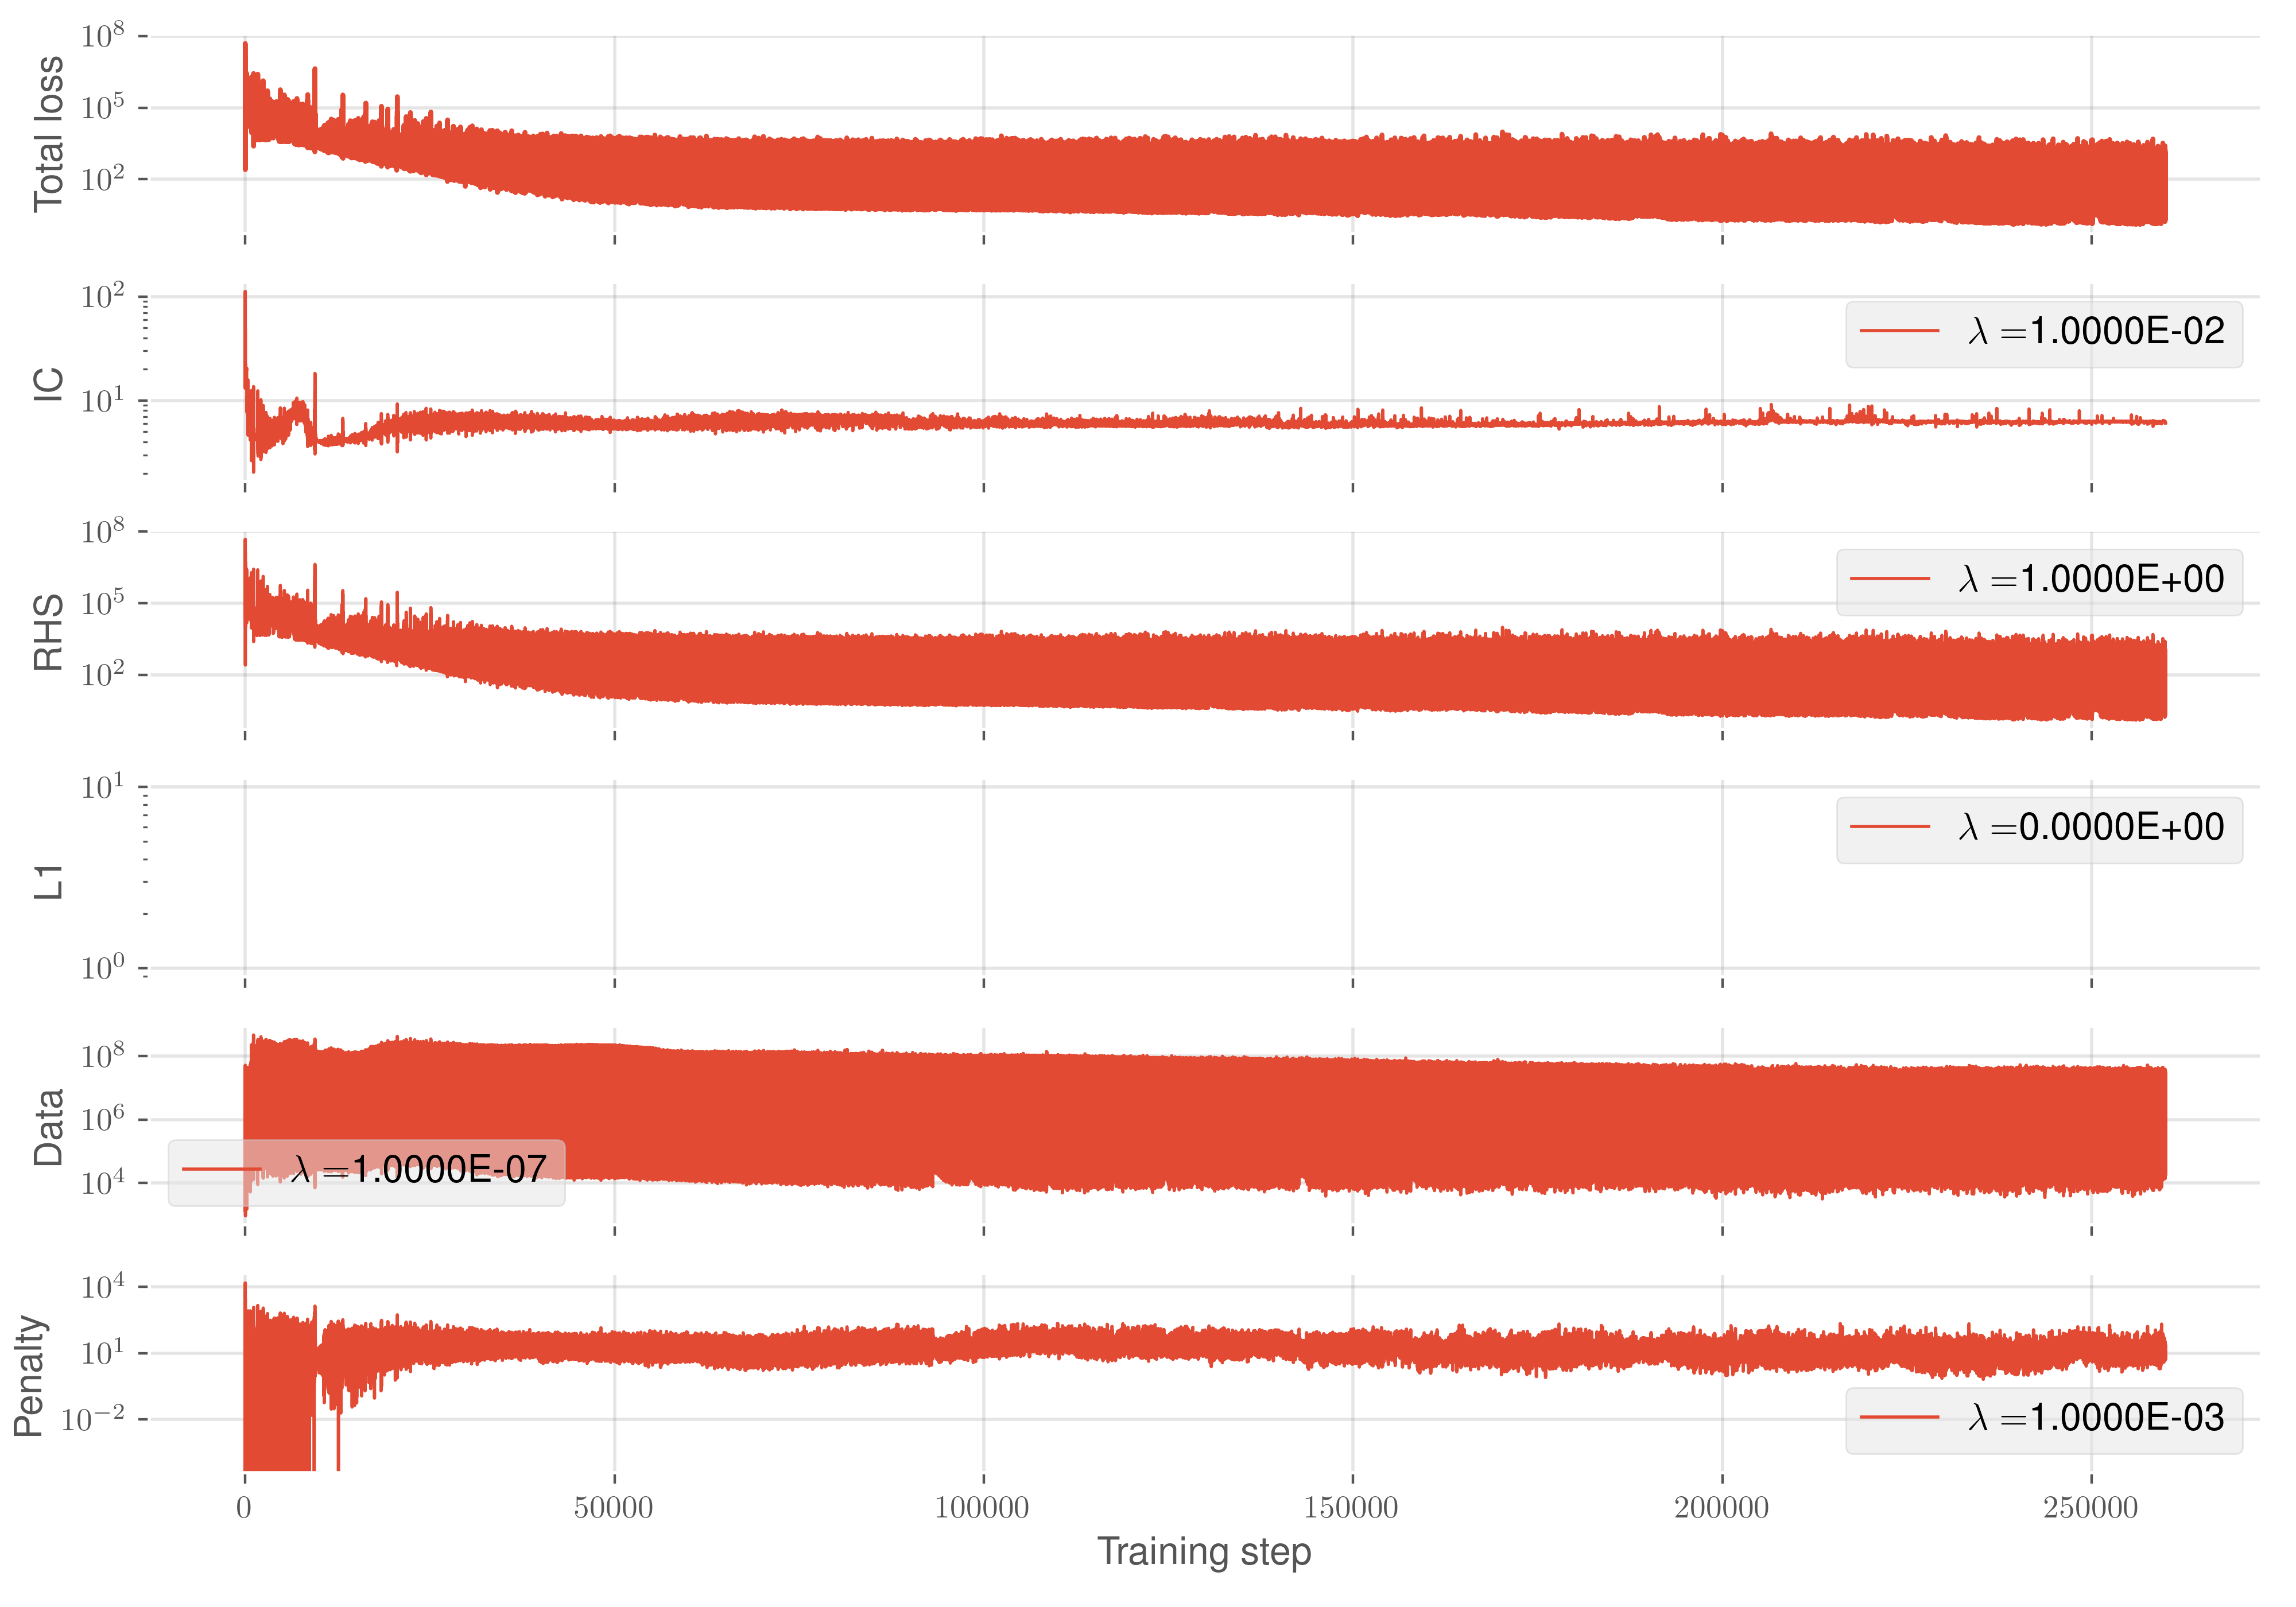 10^8
10^5
10^2
Total loss
10^2
10^1
IC
λ =1.0000E-02
10^8
10^5
10^2
RHS
λ =1.0000E+00
10^1
10^0
L1
λ =0.0000E+00
10^8
10^6
10^4
Data
λ =1.0000E-07
10^4
10^1
10^−2
Penalty
λ =1.0000E-03
0 50000 100000 150000 200000 250000
Training step